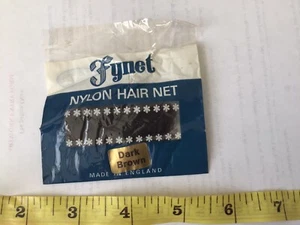 Fynet
NYLON HAIR NET
Dark
Brown
MADE IN ENGLAND
2 3 4 5 6 7